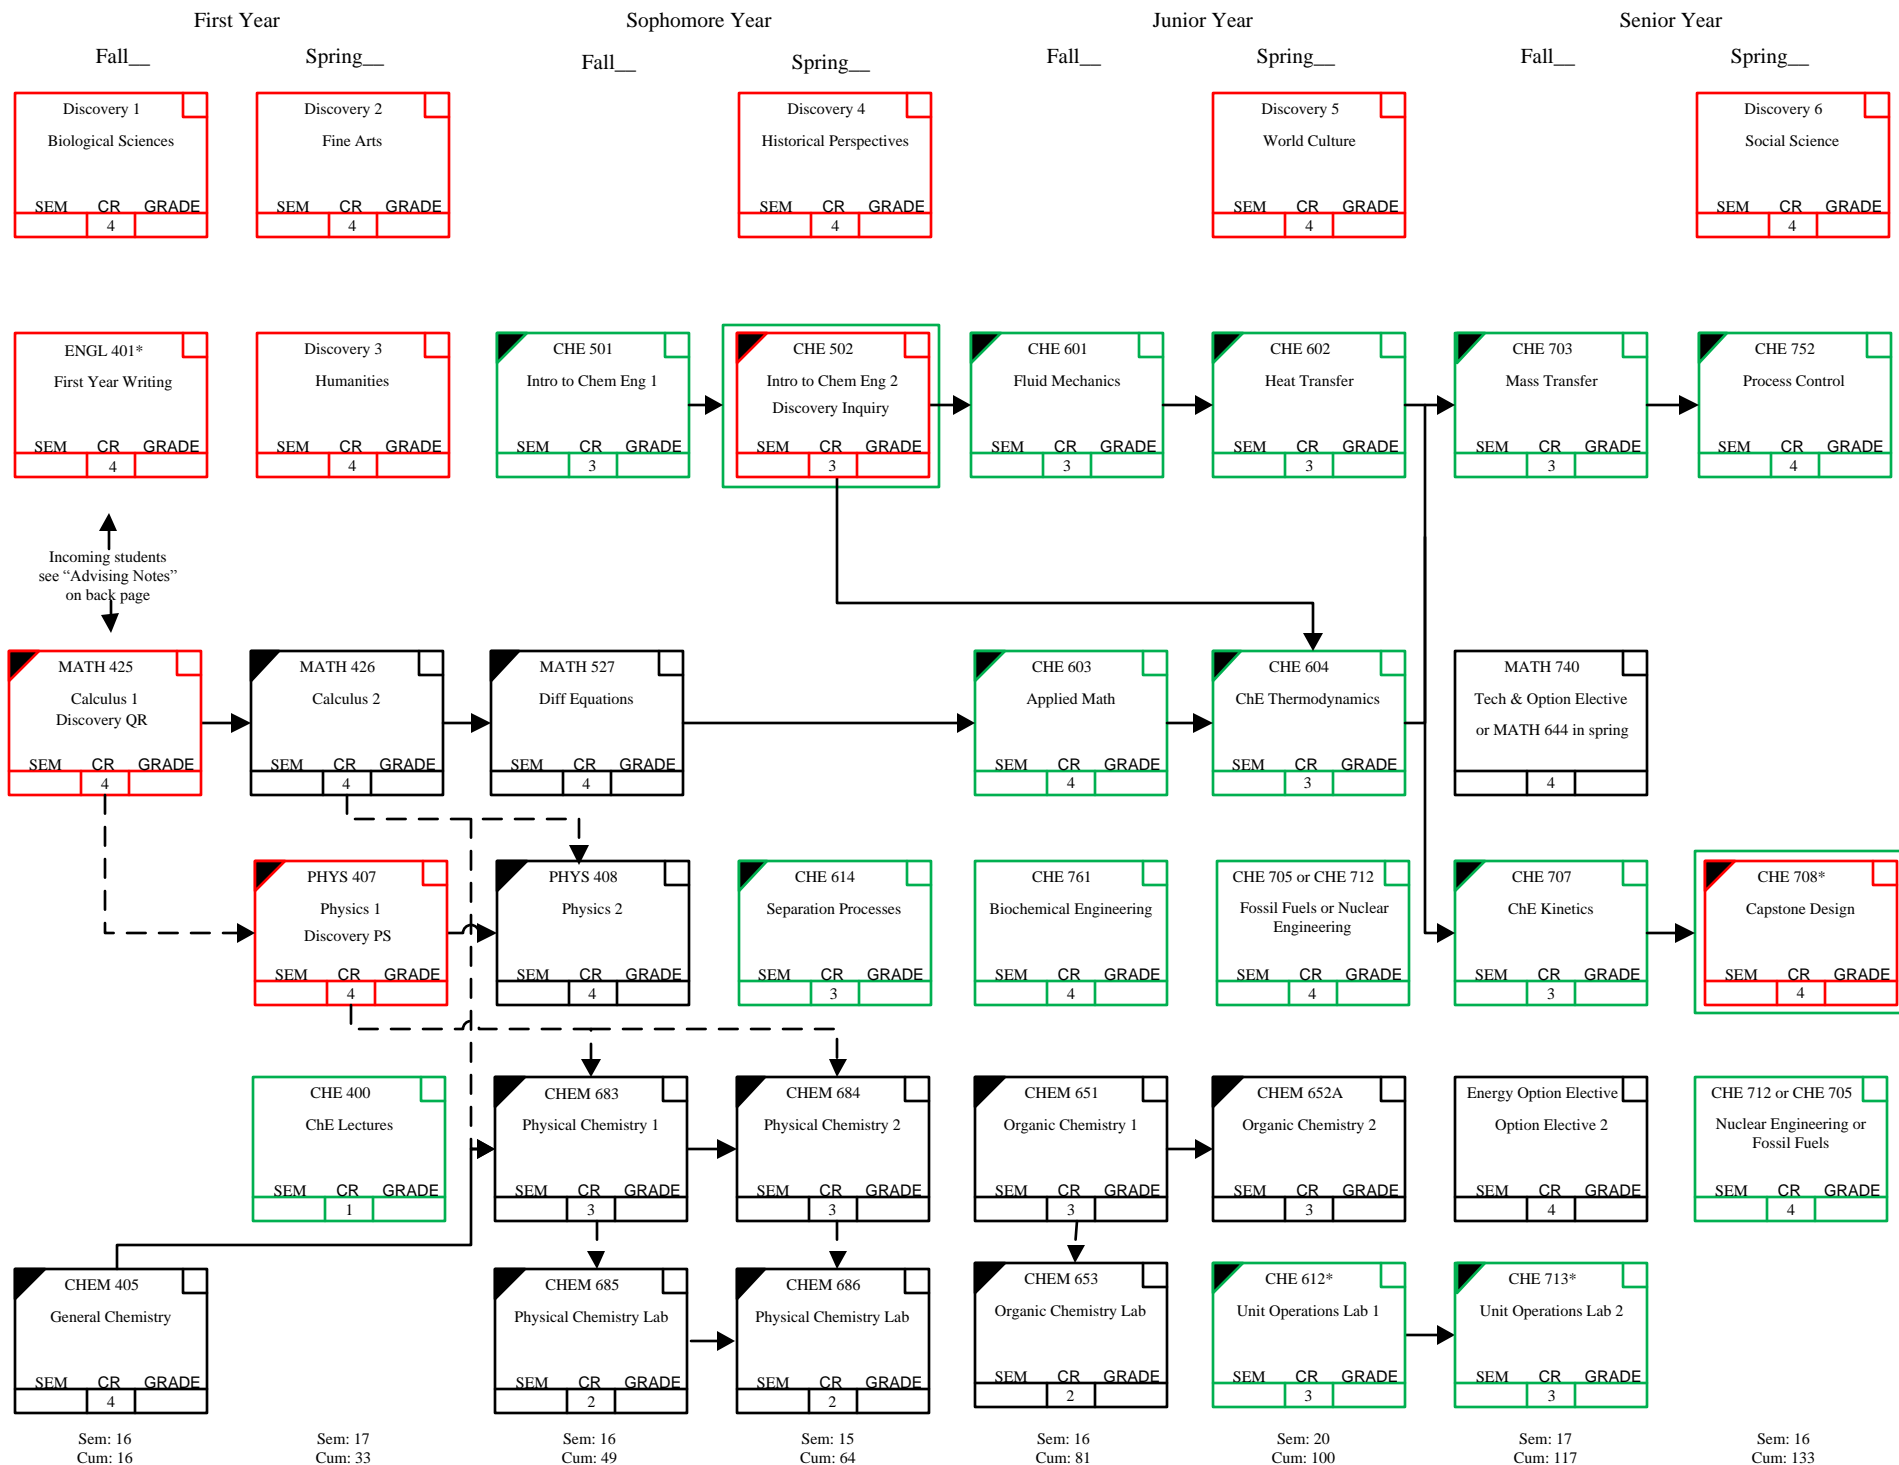 First Year
Sophomore Year
Junior Year
Senior Year
Fall__
Spring__
Fall__
Spring__
Fall__
Spring__
Fall__
Spring__
Discovery 1
Biological Sciences
SEM CR GRADE
4
Discovery 2
Fine Arts
SEM CR GRADE
4
Discovery 4
Historical Perspectives
SEM CR GRADE
4
Discovery 5
World Culture
SEM CR GRADE
4
Discovery 6
Social Science
SEM CR GRADE
4
ENGL 401*
First Year Writing
SEM CR GRADE
4
Discovery 3
Humanities
SEM CR GRADE
4
CHE 501
Intro to Chem Eng 1
SEM CR GRADE
3
CHE 502
Intro to Chem Eng 2
Discovery Inquiry
SEM CR GRADE
3
CHE 601
Fluid Mechanics
SEM CR GRADE
3
CHE 602
Heat Transfer
SEM CR GRADE
3
CHE 703
Mass Transfer
SEM CR GRADE
3
CHE 752
Process Control
SEM CR GRADE
4
Incoming students
see “Advising Notes”
on back page
MATH 425
Calculus 1
Discovery QR
SEM CR GRADE
4
MATH 426
Calculus 2
SEM CR GRADE
4
MATH 527
Diff Equations
SEM CR GRADE
4
CHE 603
Applied Math
SEM CR GRADE
4
CHE 604
ChE Thermodynamics
SEM CR GRADE
3
MATH 740
Tech & Option Elective
or MATH 644 in spring
SEM CR GRADE
4
PHYS 407
Physics 1
Discovery PS
SEM CR GRADE
4
PHYS 408
Physics 2
SEM CR GRADE
4
CHE 614
Separation Processes
SEM CR GRADE
3
CHE 761
Biochemical Engineering
SEM CR GRADE
4
CHE 705 or CHE 712
Fossil Fuels or Nuclear
Engineering
SEM CR GRADE
4
CHE 707
ChE Kinetics
SEM CR GRADE
3
CHE 708*
Capstone Design
SEM CR GRADE
4
CHE 400
ChE Lectures
SEM CR GRADE
1
CHEM 683
Physical Chemistry 1
SEM CR GRADE
3
CHEM 684
Physical Chemistry 2
SEM CR GRADE
3
CHEM 651
Organic Chemistry 1
SEM CR GRADE
3
CHEM 652A
Organic Chemistry 2
SEM CR GRADE
3
Energy Option Elective
Option Elective 2
SEM CR GRADE
4
CHE 712 or CHE 705
Nuclear Engineering or
Fossil Fuels
SEM CR GRADE
4
CHEM 405
General Chemistry
SEM CR GRADE
4
CHEM 685
Physical Chemistry Lab
SEM CR GRADE
2
CHEM 686
Physical Chemistry Lab
SEM CR GRADE
2
CHEM 653
Organic Chemistry Lab
SEM CR GRADE
2
CHE 612*
Unit Operations Lab 1
SEM CR GRADE
3
CHE 713*
Unit Operations Lab 2
SEM CR GRADE
3
Sem: 16
Cum: 16
Sem: 17
Cum: 33
Sem: 16
Cum: 49
Sem: 15
Cum: 64
Sem: 16
Cum: 81
Sem: 20
Cum: 100
Sem: 17
Cum: 117
Sem: 16
Cum: 133